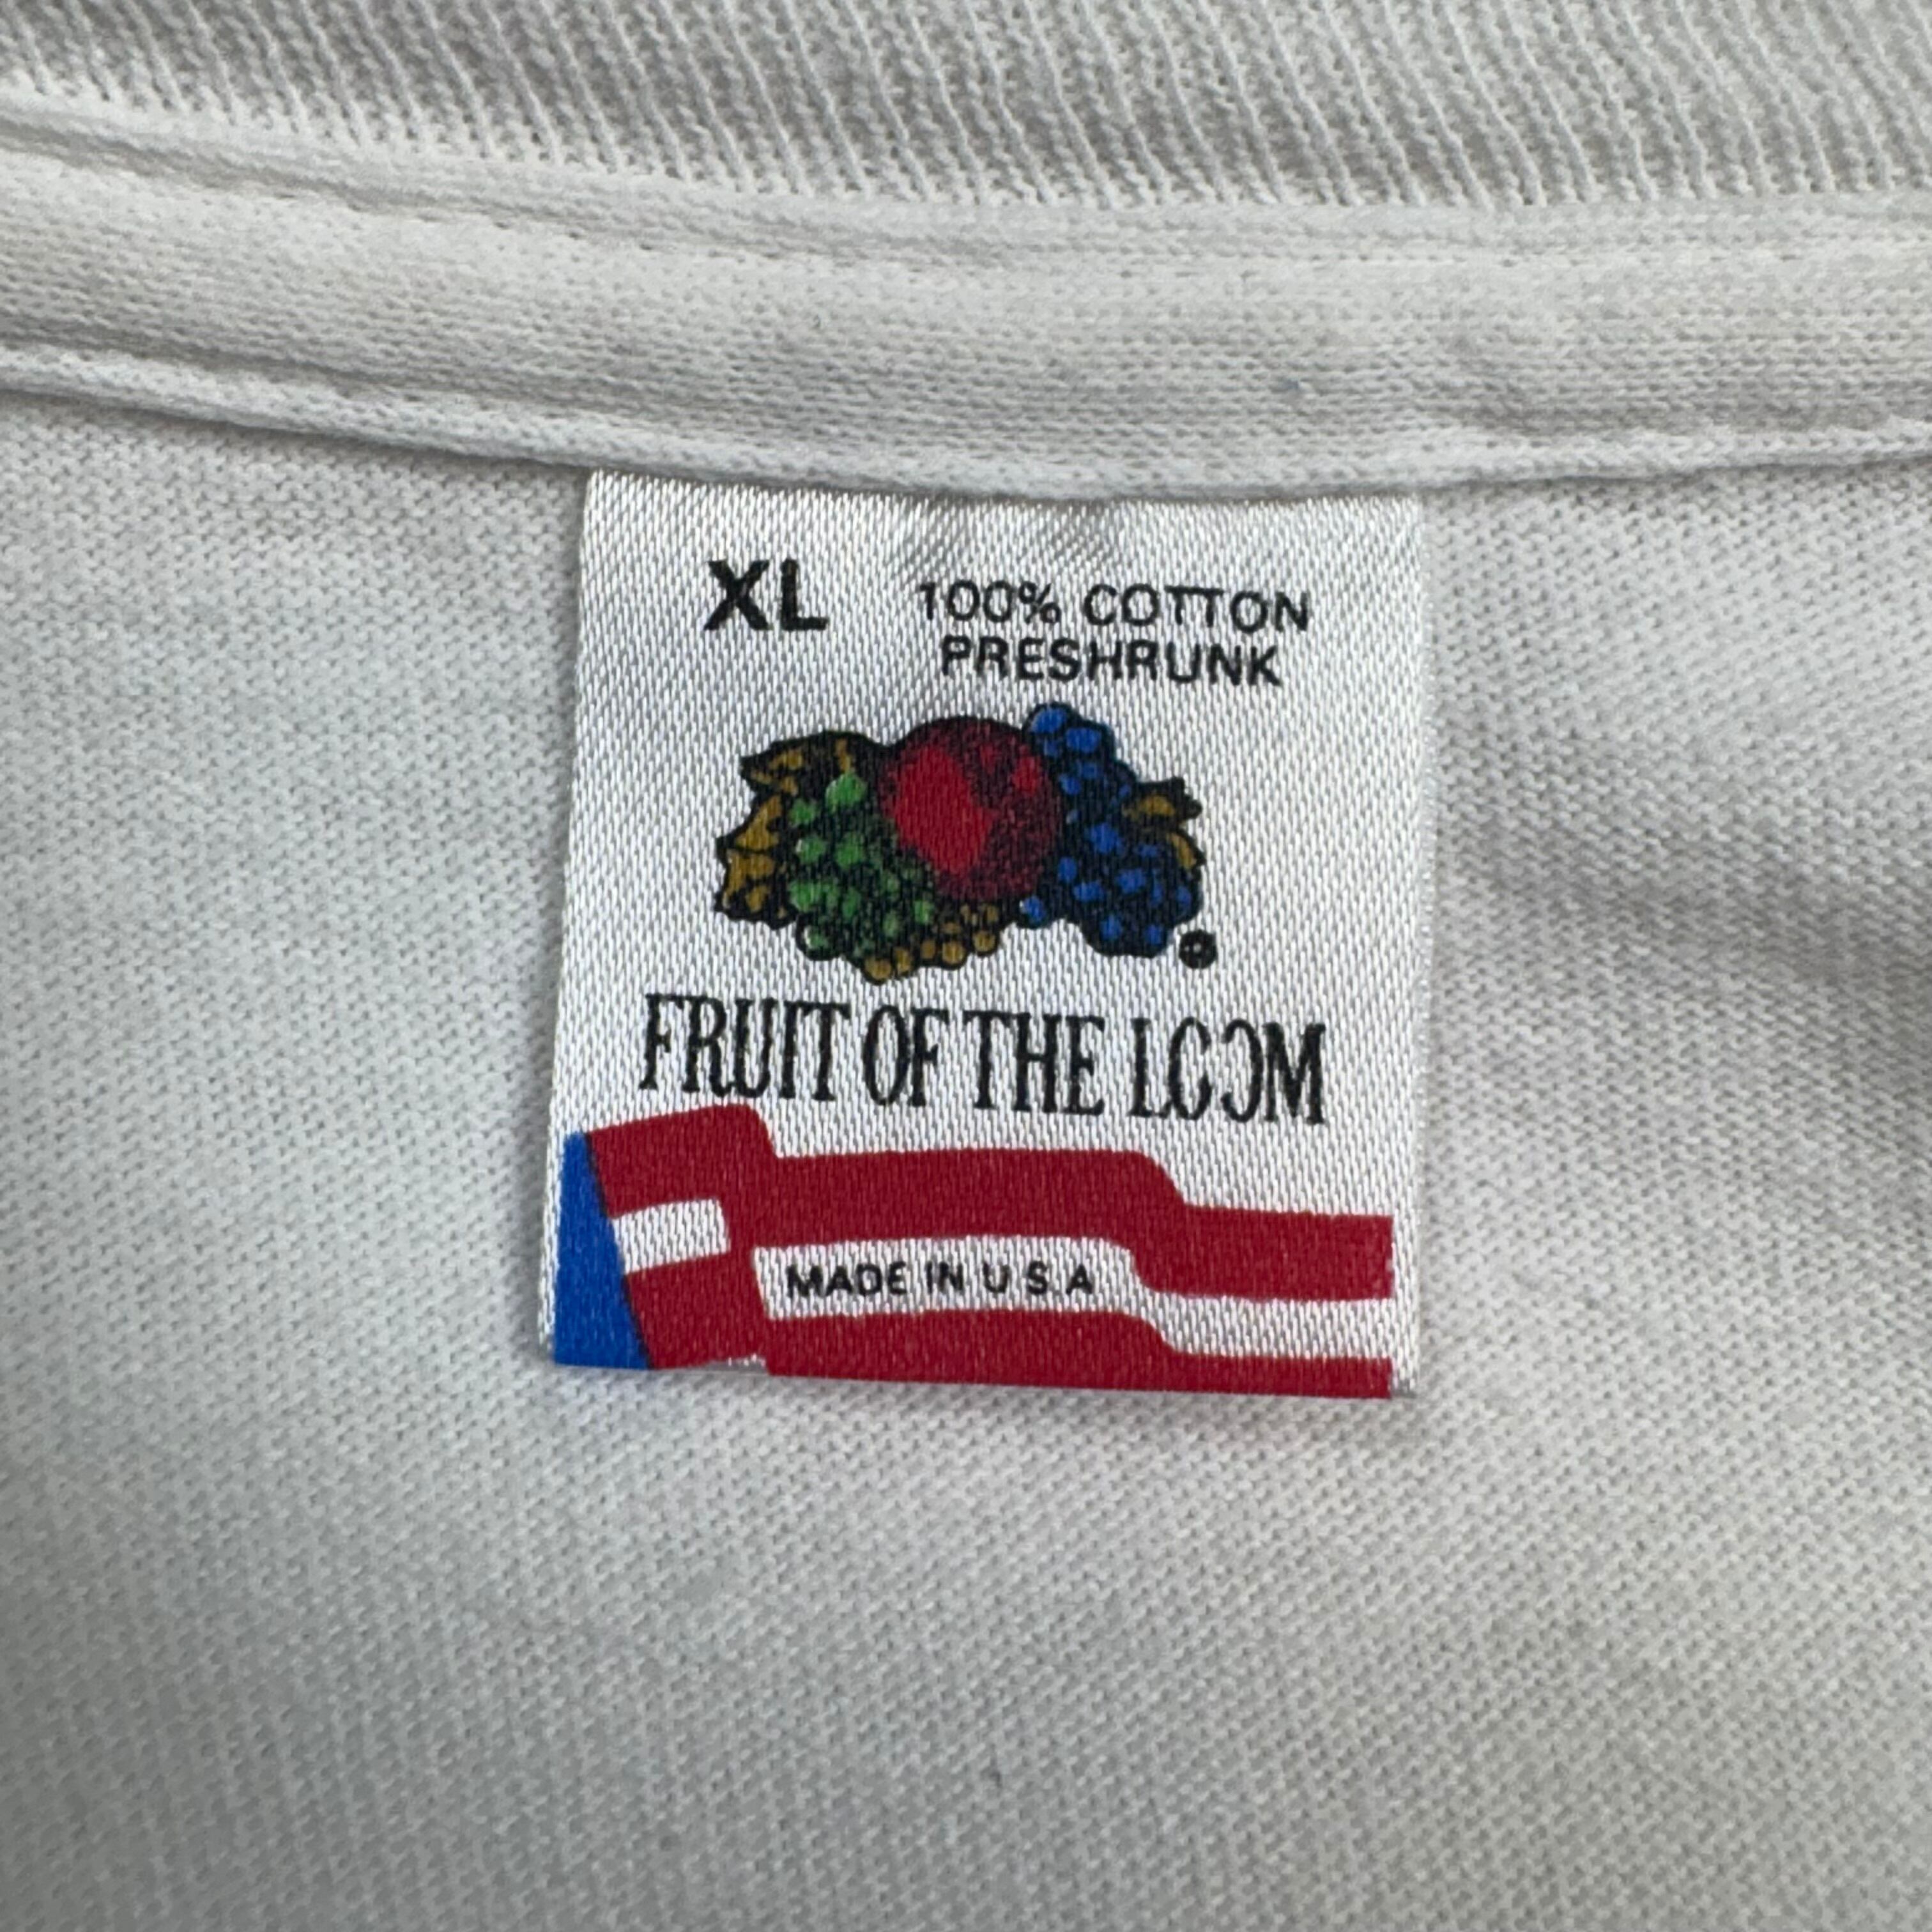 XL
100% COTTON
PRESHRUNK
®
FRUIT OF THE LOOM
MADE IN U.S.A